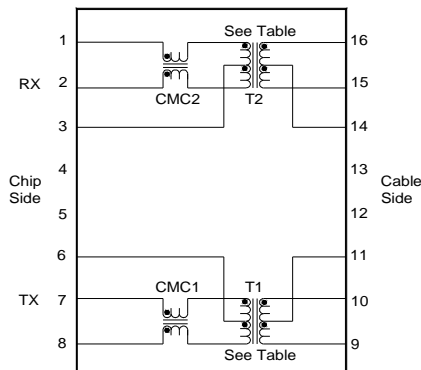 1
See Table
16
RX
2
CMC2
T2
15
3
14
4
13
Chip
Side
Cable
Side
5
12
6
11
TX
7
CMC1
T1
10
8
See Table
9